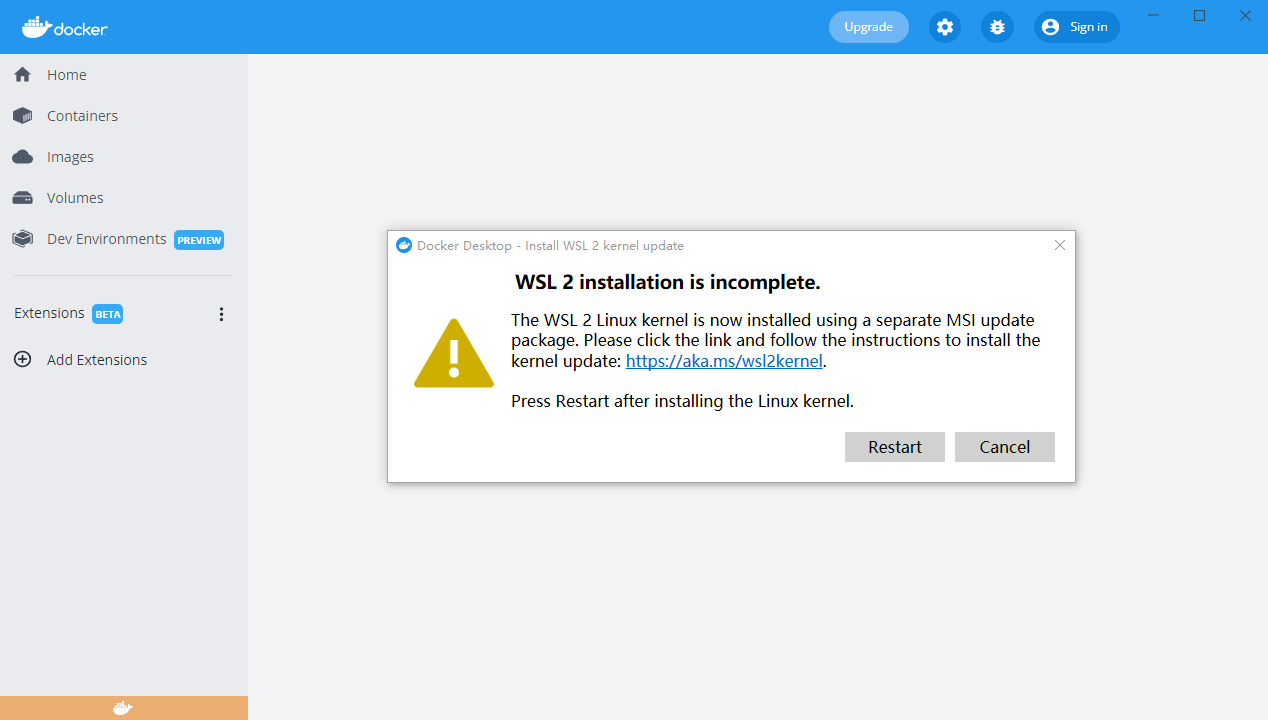 docker
Upgrade
Sign in
Home
Containers
Images
Volumes
Dev Environments PREVIEW
Extensions BETA
Add Extensions
Docker Desktop - Install WSL 2 kernel update
WSL 2 installation is incomplete.
The WSL 2 Linux kernel is now installed using a separate MSI update
package. Please click the link and follow the instructions to install the
kernel update: https://aka.ms/wsl2kernel.
Press Restart after installing the Linux kernel.
Restart
Cancel